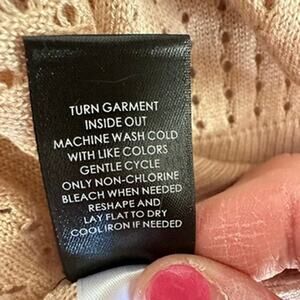 TURN GARMENT
INSIDE OUT
MACHINE WASH COLD
WITH LIKE COLORS
GENTLE CYCLE
ONLY NON-CHLORINE
BLEACH WHEN NEEDED
RESHAPE AND
LAY FLAT TO DRY
COOL IRON IF NEEDED